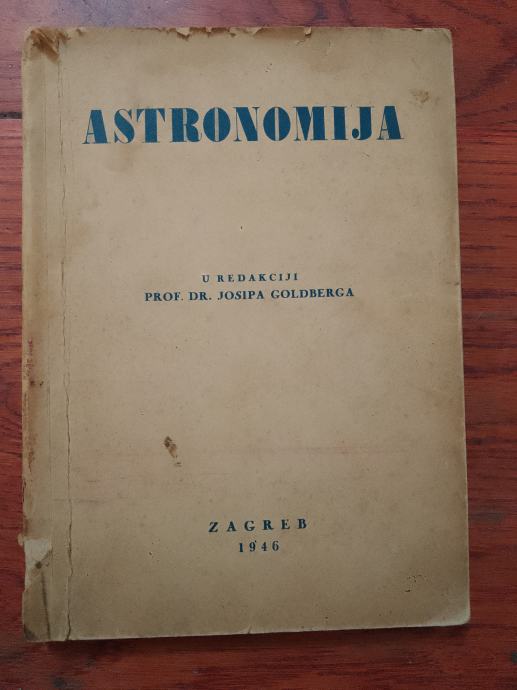 ASTRONOMIJA
U REDAKCIJI
PROF. DR. JOSIPA GOLDBERGA
ZAGREB
1946